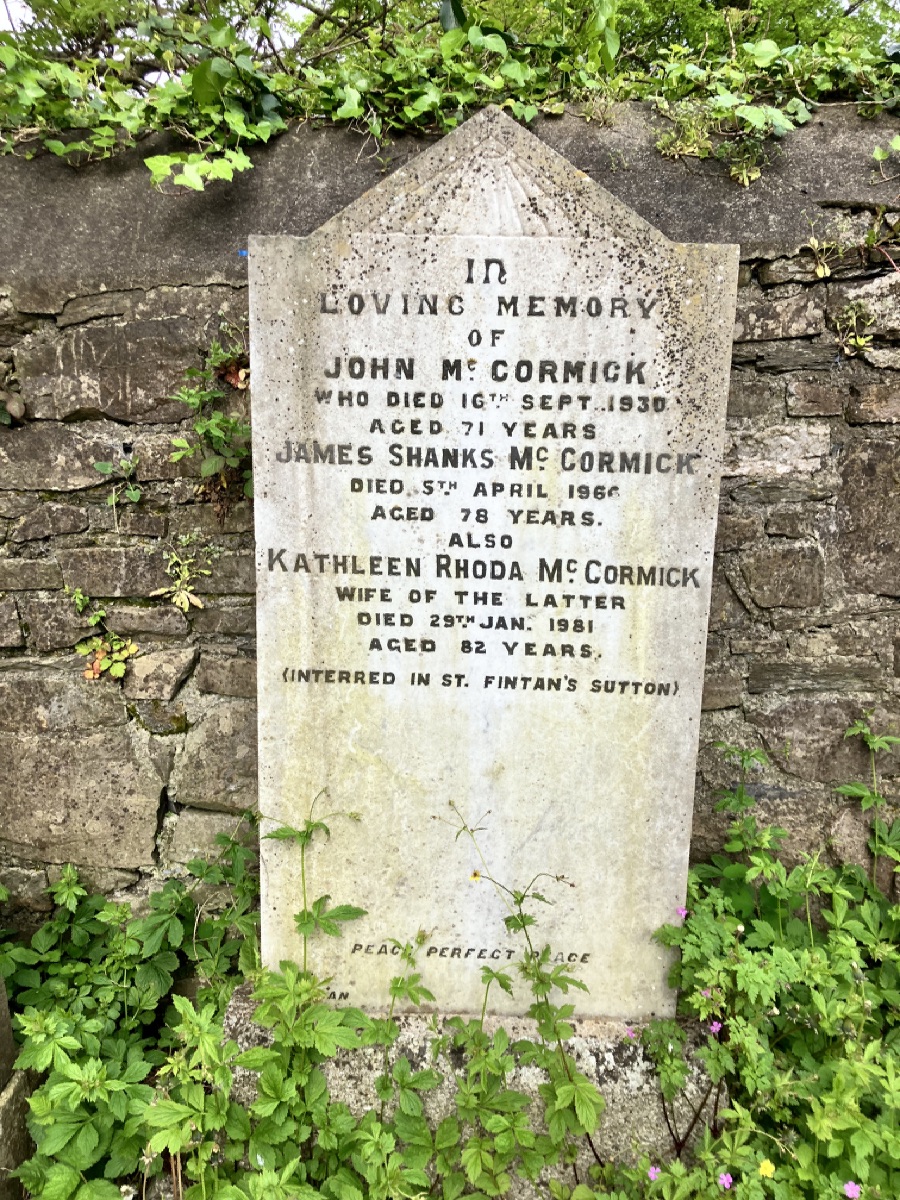 In
LOVING MEMORY
OF
JOHN Mᶜ CORMICK
WHO DIED 16TH SEPT. 1930
AGED 71 YEARS
JAMES SHANKS Mᶜ CORMICK
DIED 5TH APRIL 1966
AGED 78 YEARS.
ALSO
KATHLEEN RHODA Mᶜ CORMICK
WIFE OF THE LATTER
DIED 29TH JAN. 1981
AGED 82 YEARS.
(INTERRED IN ST. FINTAN'S SUTTON)
PEACE PERFECT PEACE